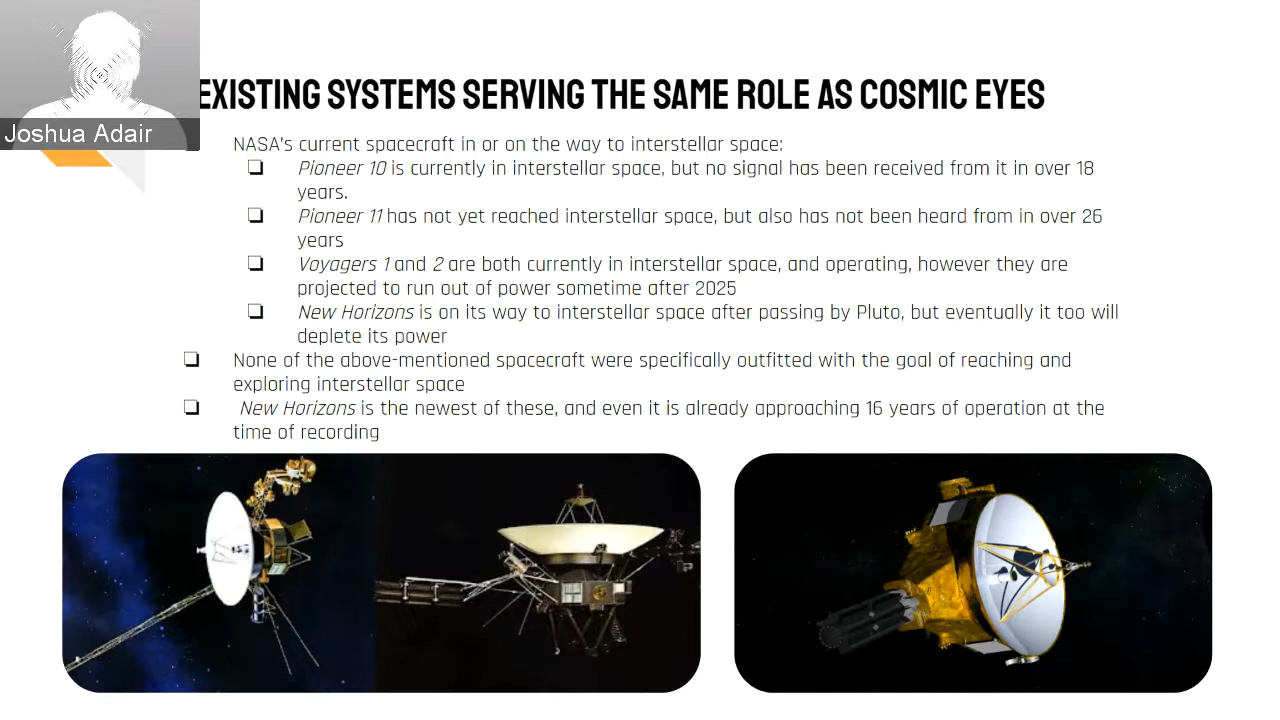 EXISTING SYSTEMS SERVING THE SAME ROLE AS COSMIC EYES
Joshua Adair
NASA's current spacecraft in or on the way to interstellar space:
❏ Pioneer 10 is currently in interstellar space, but no signal has been received from it in over 18
years.
❏ Pioneer 11 has not yet reached interstellar space, but also has not been heard from in over 26
years
❏ Voyagers 1 and 2 are both currently in interstellar space, and operating, however they are
projected to run out of power sometime after 2025
❏ New Horizons is on its way to interstellar space after passing by Pluto, but eventually it too will
deplete its power
❏ None of the above-mentioned spacecraft were specifically outfitted with the goal of reaching and
exploring interstellar space
❏ New Horizons is the newest of these, and even it is already approaching 16 years of operation at the
time of recording